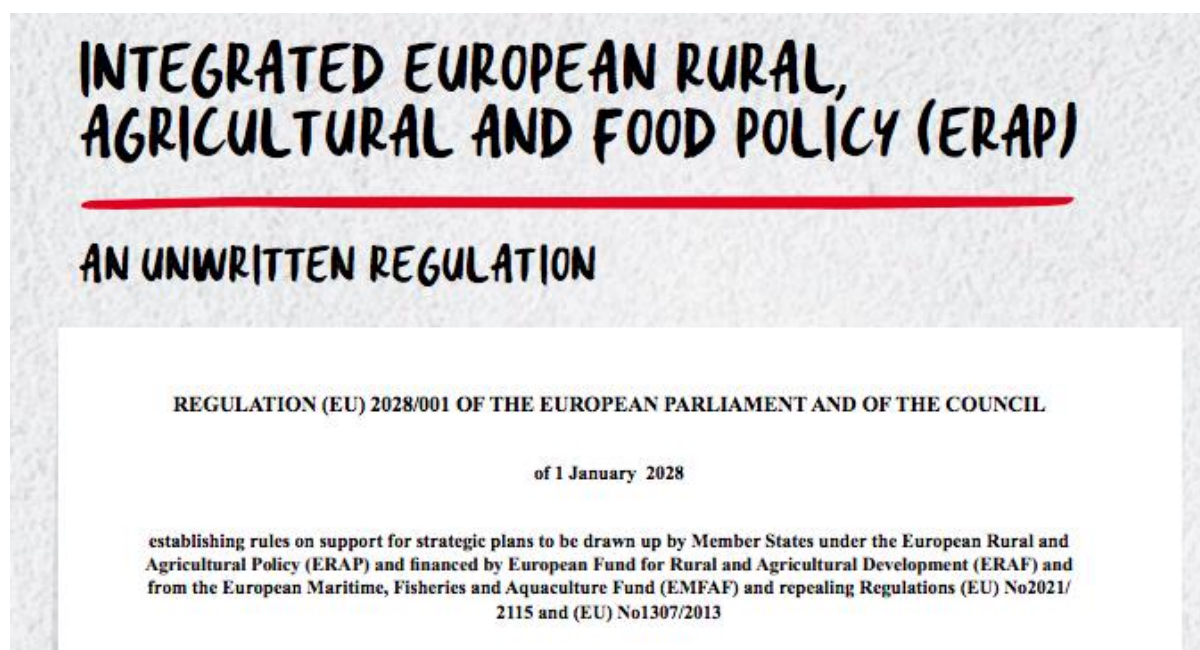 INTEGRATED EUROPEAN RURAL,
AGRICULTURAL AND FOOD POLICY (ERAP)
AN UNWRITTEN REGULATION
REGULATION (EU) 2028/001 OF THE EUROPEAN PARLIAMENT AND OF THE COUNCIL
of 1 January 2028
establishing rules on support for strategic plans to be drawn up by Member States under the European Rural and
Agricultural Policy (ERAP) and financed by European Fund for Rural and Agricultural Development (ERAF) and
from the European Maritime, Fisheries and Aquaculture Fund (EMFAF) and repealing Regulations (EU) No2021/
2115 and (EU) No1307/2013